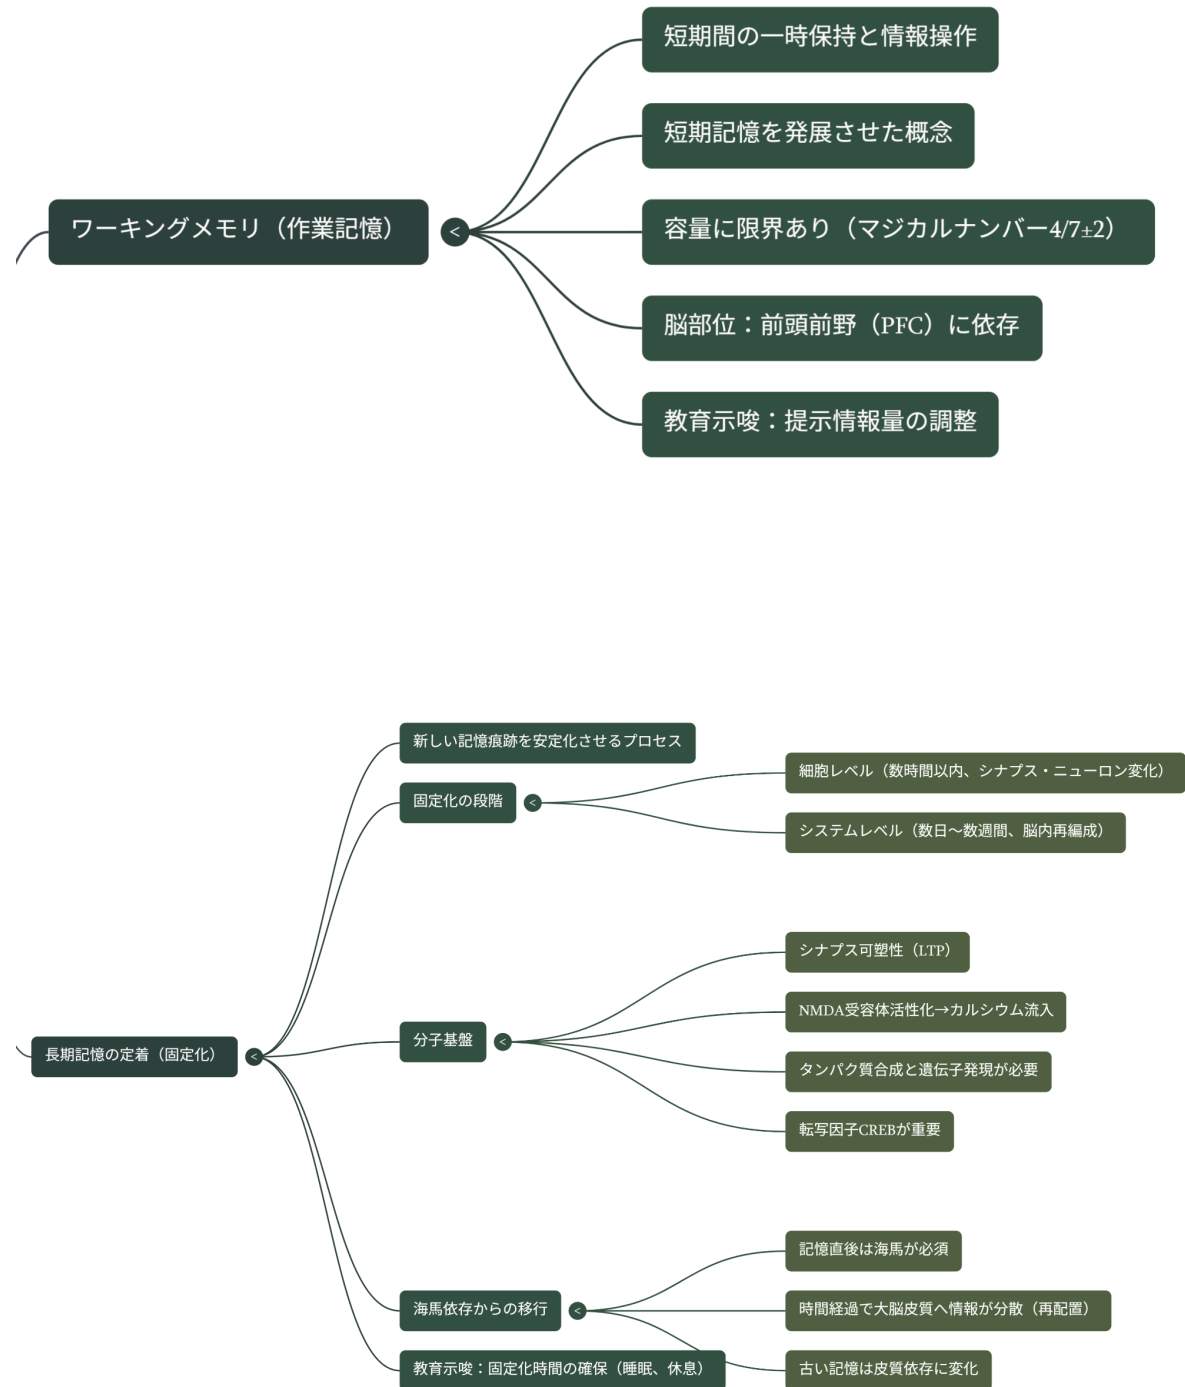 短期間の一時保持と情報操作
短期記憶を発展させた概念
ワーキングメモリ（作業記憶）
<
容量に限界あり（マジカルナンバー4/7±2）
脳部位：前頭前野（PFC）に依存
教育示唆：提示情報量の調整
新しい記憶痕跡を安定化させるプロセス
固定化の段階
<
細胞レベル（数時間以内、シナプス・ニューロン変化）
システムレベル（数日〜数週間、脳内再編成）
長期記憶の定着（固定化）
<
分子基盤
<
シナプス可塑性（LTP）
NMDA受容体活性化→カルシウム流入
タンパク質合成と遺伝子発現が必要
転写因子CREBが重要
海馬依存からの移行
<
記憶直後は海馬が必須
時間経過で大脳皮質へ情報が分散（再配置）
古い記憶は皮質依存に変化
教育示唆：固定化時間の確保（睡眠、休息）